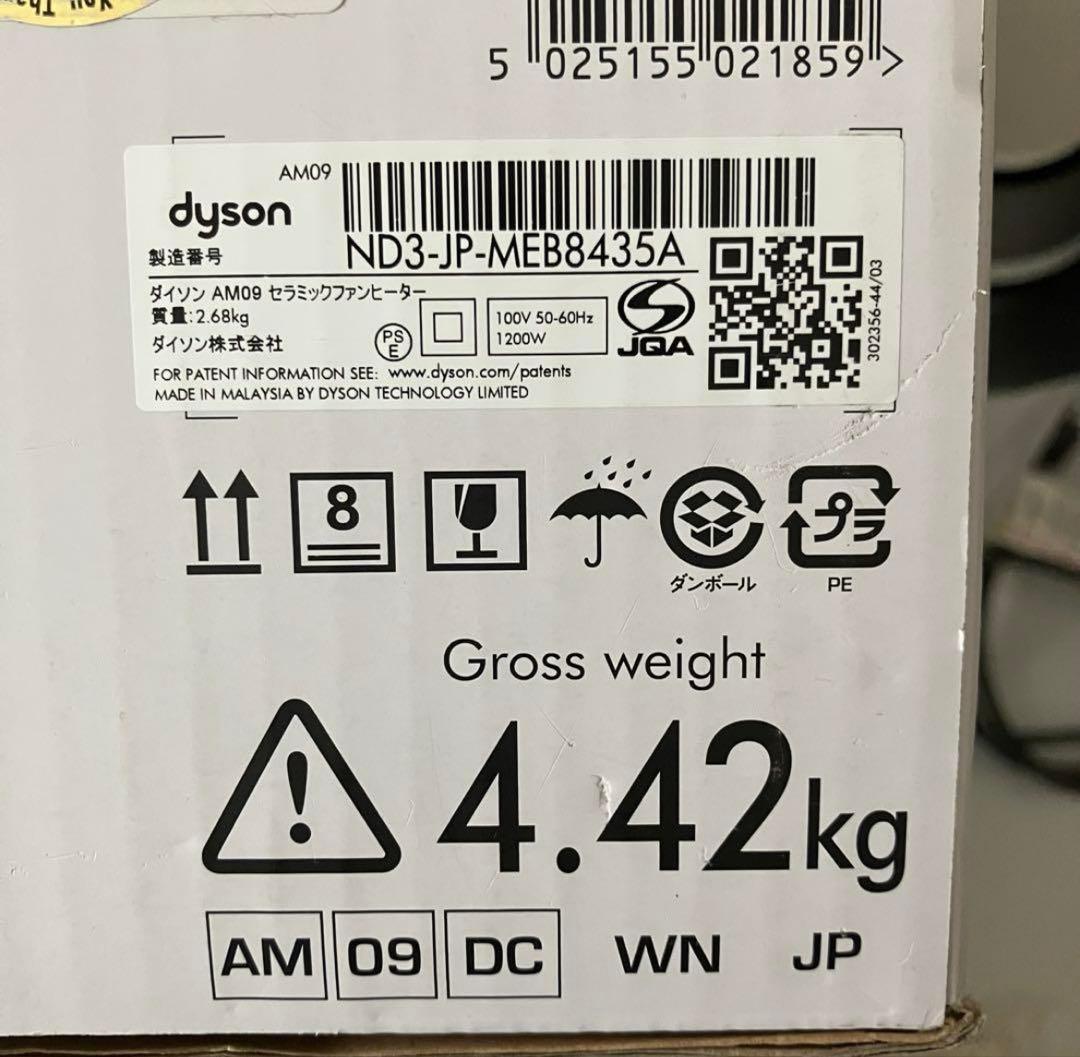 5 025155 021859 >
AM09
dyson
製造番号
ND3-JP-MEB8435A
ダイソン AM09 セラミックファンヒーター
質量:2.68kg
ダイソン株式会社
PS
E
100V 50-60Hz
1200W
JQA
302356-44/03
FOR PATENT INFORMATION SEE: www.dyson.com/patents
MADE IN MALAYSIA BY DYSON TECHNOLOGY LIMITED
8
プラ
ダンボール
PE
Gross weight
4.42kg
AM 09 DC WN JP